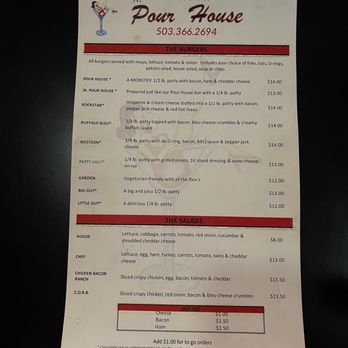 Pour House
503.366.2694
THE BURGERS
All burgers served with mayo, lettuce, tomato & onion. Includes your choice of fries, tots, O-rings,
potato salad, house salad, soup or chips.
POUR HOUSE * A MONSTER 1/2 lb. patty with bacon, ham & cheddar cheese $14.00
JR. POUR HOUSE * Prepared just like our Pour House but with a 1/4 lb. patty $13.00
ROCKSTAR* Jalapenos & cream cheese stuffed into a 1/2 lb. patty with bacon,
pepper jack cheese & red hot mayo $14.00
BUFFALO BLEU* 1/4 lb. patty topped with bacon, bleu cheese crumbles & creamy
buffalo sauce $14.00
WESTERN* 1/4 lb. patty with an O-ring, bacon, BBQ sauce & pepper jack
cheese $14.00
PATTY MELT* 1/4 lb. patty with grilled onions, 1K island dressing & swiss cheese
on rye $13.00
GARDEN Vegetarian friendly with all the fixin's $12.00
BIG GUY* A big and juicy 1/2 lb. patty $13.00
LITTLE GUY* A delicious 1/4 lb. patty $12.00
THE SALADS
HOUSE Lettuce, cabbage, carrots, tomato, red onion, cucumber &
shredded cheddar cheese $8.00
CHEF Lettuce, egg, ham, turkey, carrots, tomato, swiss & cheddar
cheese $13.00
CHICKEN BACON
RANCH Sliced crispy chicken, egg, bacon, tomato & cheddar $13.50
C.O.B.B. Sliced crispy chicken, red onion, bacon & bleu cheese crumbles $13.50
Cheese $1.00
Bacon $1.50
Ham $1.50
Add $1.00 for to go orders